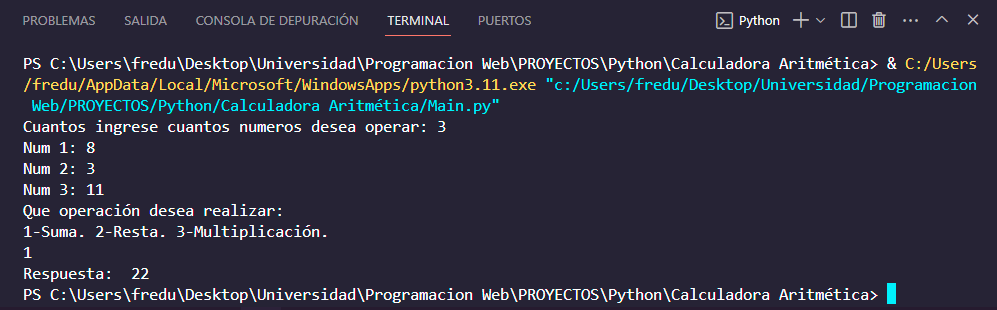 PROBLEMAS SALIDA CONSOLA DE DEPURACIÓN TERMINAL PUERTOS Python
PS C:\Users\fredu\Desktop\Universidad\Programacion Web\PROYECTOS\Python\Calculadora Aritmética> & C:/Users
/fredu/AppData/Local/Microsoft/WindowsApps/python3.11.exe "c:/Users/fredu/Desktop/Universidad/Programacion
Web/PROYECTOS/Python/Calculadora Aritmética/Main.py"
Cuantos ingrese cuantos numeros desea operar: 3
Num 1: 8
Num 2: 3
Num 3: 11
Que operación desea realizar:
1-Suma. 2-Resta. 3-Multiplicación.
1
Respuesta:  22
PS C:\Users\fredu\Desktop\Universidad\Programacion Web\PROYECTOS\Python\Calculadora Aritmética>